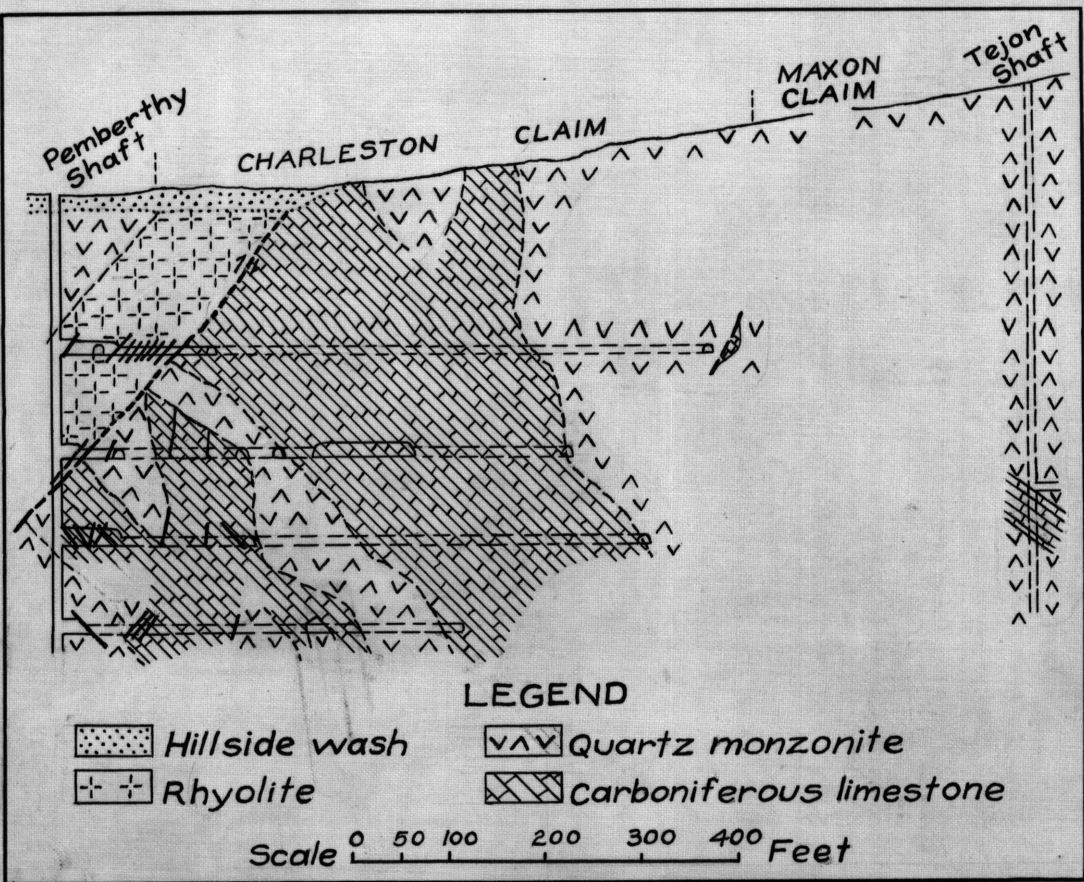 Pemberthy
Shaft
CHARLESTON
CLAIM
MAXON
CLAIM
Tejon
Shaft
LEGEND
Hillside wash
Rhyolite
Quartz monzonite
Carboniferous limestone
Scale 0 50 100 200 300 400 Feet